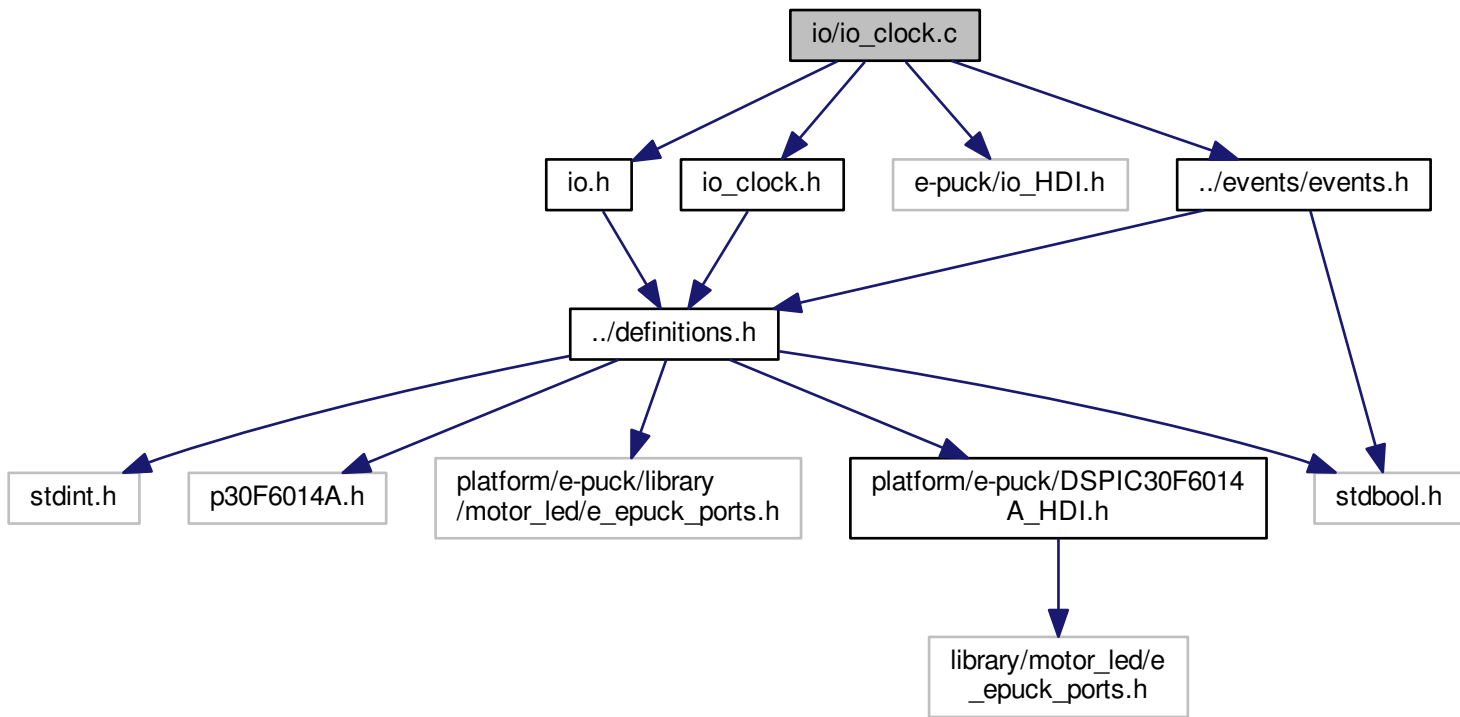 io/io_clock.c
io.h
io_clock.h
e-puck/io_HDI.h
../events/events.h
../definitions.h
stdint.h
p30F6014A.h
platform/e-puck/library
/motor_led/e_epuck_ports.h
platform/e-puck/DSPIC30F6014
A_HDI.h
stdbool.h
library/motor_led/e
_epuck_ports.h